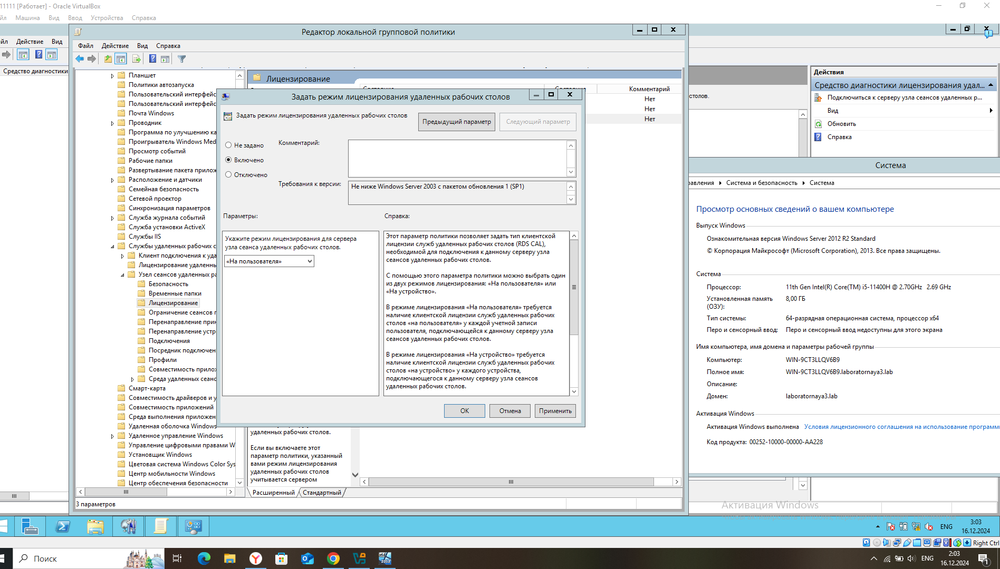 11111 [Работает] - Oracle VirtualBox
Машина Вид Ввод Устройства Справка
Действие Вид
Средство диагностики
Редактор локальной групповой политики
Файл Действие Вид Справка
Планшет
Политики автозапуска
Пользовательский интерфейс
Пользовательский интерфейс
Почта Windows
Проводник
Программа по улучшению ка
Проигрыватель Windows Med
Просмотр событий
Рабочие папки
Развертывание пакета прилож
Расположение и датчики
Семейная безопасность
Сетевой проектор
Синхронизация параметров
Служба журнала событий
Служба установки ActiveX
Службы IIS
Службы удаленных рабочих с
Клиент подключения к уда
Лицензирование удаленны
Узел сеансов удаленных ра
Безопасность
Временные папки
Лицензирование
Ограничение сеансов п
Перенаправление прин
Перенаправление устр
Подключения
Посредник подключен
Профили
Совместимость прилож
Среда удаленных сеанс
Смарт-карта
Совместимость драйверов и у
Совместимость приложений
Среда выполнения приложен
Удаленная оболочка Windows
Удаленное управление Windows
Управление цифровыми правами W
Установщик Windows
Цветовая система Windows Color Sys
Центр мобильности Windows
Центр обеспечения безопасности
Лицензирование
Состояние Состояние Комментарий
Нет
Нет
Нет
удаленных рабочих столов.
Если вы включаете этот
параметр политики, указанный
вами режим лицензирования
удаленных рабочих столов
учитывается сервером
Расширенный Стандартный
3 параметров
Задать режим лицензирования удаленных рабочих столов
Задать режим лицензирования удаленных рабочих столов
Предыдущий параметр Следующий параметр
Не задано
Включено
Отключено
Комментарий:
Требования к версии:
Не ниже Windows Server 2003 с пакетом обновления 1 (SP1)
Параметры:
Справка:
Укажите режим лицензирования для сервера
узла сеанса удаленных рабочих столов.
«На пользователя»
Этот параметр политики позволяет задать тип клиентской
лицензии служб удаленных рабочих столов (RDS CAL),
необходимой для подключения к данному серверу узла
сеансов удаленных рабочих столов.
С помощью этого параметра политики можно выбрать один
из двух режимов лицензирования: «На пользователя» или
«На устройство».
В режиме лицензирования «На пользователя» требуется
наличие клиентской лицензии служб удаленных рабочих
столов «на пользователя» у каждой учетной записи
пользователя, подключающейся к данному серверу узла
сеансов удаленных рабочих столов.
В режиме лицензирования «На устройство» требуется
наличие клиентской лицензии служб удаленных рабочих
столов «на устройство» у каждого устройства,
подключающегося к данному серверу узла сеансов
удаленных рабочих столов.
ОК Отмена Применить
столов.
Действия
Средство диагностики лицензирования удал...
Подключиться к серверу узла сеансов удаленных р...
Вид
Обновить
Справка
Система
равления Система и безопасность Система
Просмотр основных сведений о вашем компьютере
Выпуск Windows
Ознакомительная версия Windows Server 2012 R2 Standard
© Корпорация Майкрософт (Microsoft Corporation), 2013. Все права защищены.
Система
Процессор: 11th Gen Intel(R) Core(TM) i5-11400H @ 2.70GHz 2.69 GHz
Установленная память
(ОЗУ): 8,00 ГБ
Тип системы: 64-разрядная операционная система, процессор x64
Перо и сенсорный ввод: Перо и сенсорный ввод недоступны для этого экрана
Имя компьютера, имя домена и параметры рабочей группы
Компьютер: WIN-9CT3LLQV6B9
Полное имя: WIN-9CT3LLQV6B9.laboratornaya3.lab
Описание:
Домен: laboratornaya3.lab
Активация Windows
Активация Windows выполнена Условия лицензионного соглашения на использование программ
Код продукта: 00252-10000-00000-AA228
Активация Windows
ENG
3:03
16.12.2024
Right Ctrl
Поиск
ENG
2:03
16.12.2024